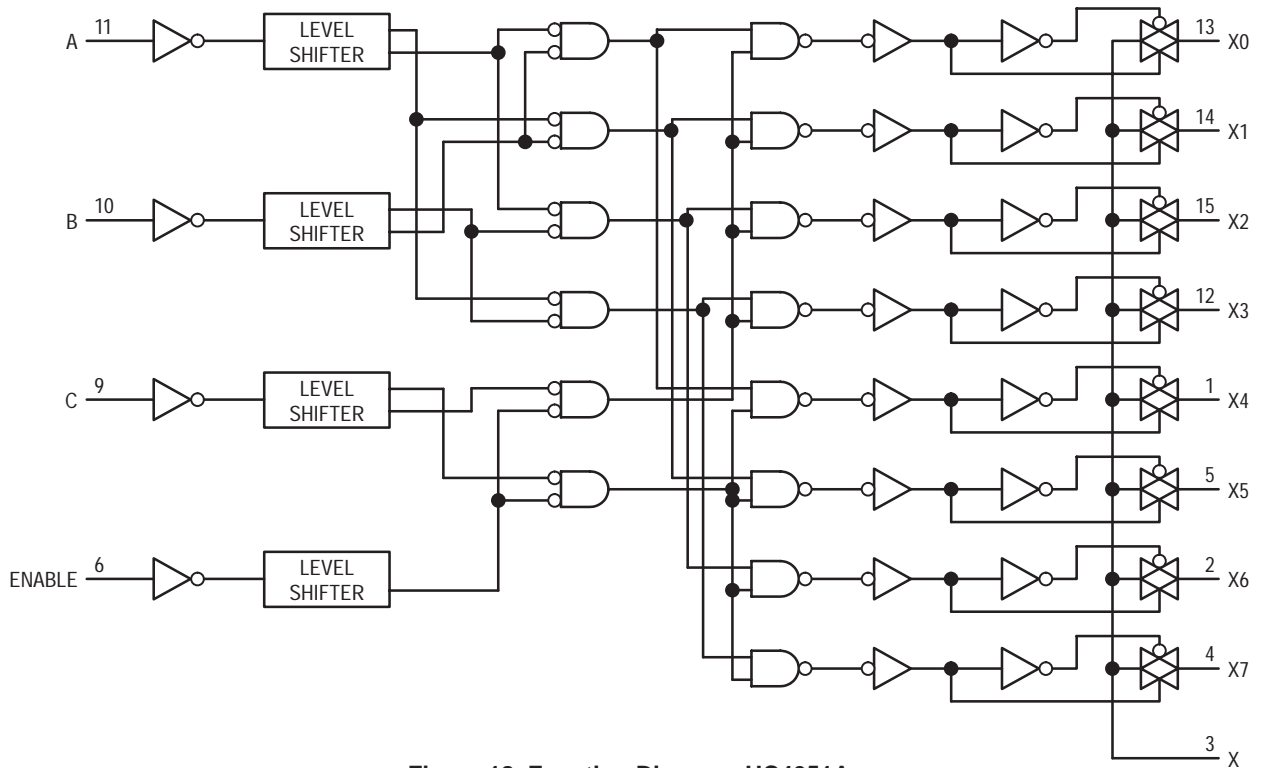 A 11 LEVEL SHIFTER 13 X0
14 X1
B 10 LEVEL SHIFTER 15 X2
12 X3
C 9 LEVEL SHIFTER 1 X4
5 X5
ENABLE 6 LEVEL SHIFTER 2 X6
4 X7
3 X